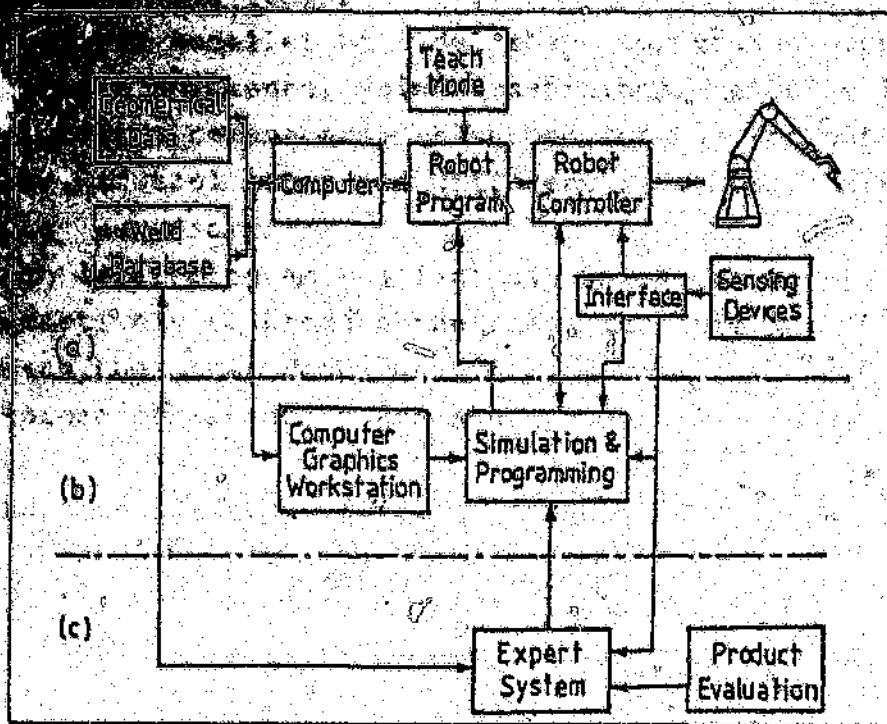 Teach
Mode
Geometrical
Data
Computer
Robot
Program
Robot
Controller
Weld
Database
Interface
Sensing
Devices
(a)
Computer
Graphics
Workstation
Simulation &
Programming
(b)
(c)
Expert
System
Product
Evaluation